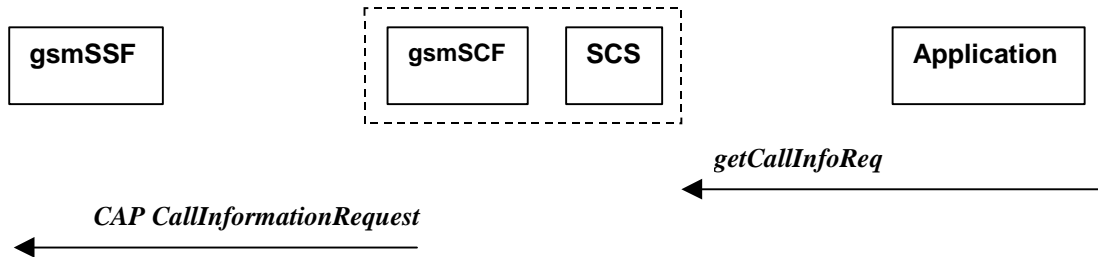 gsmSSF
gsmSCF
SCS
Application
getCallInfoReq
CAP CallInformationRequest